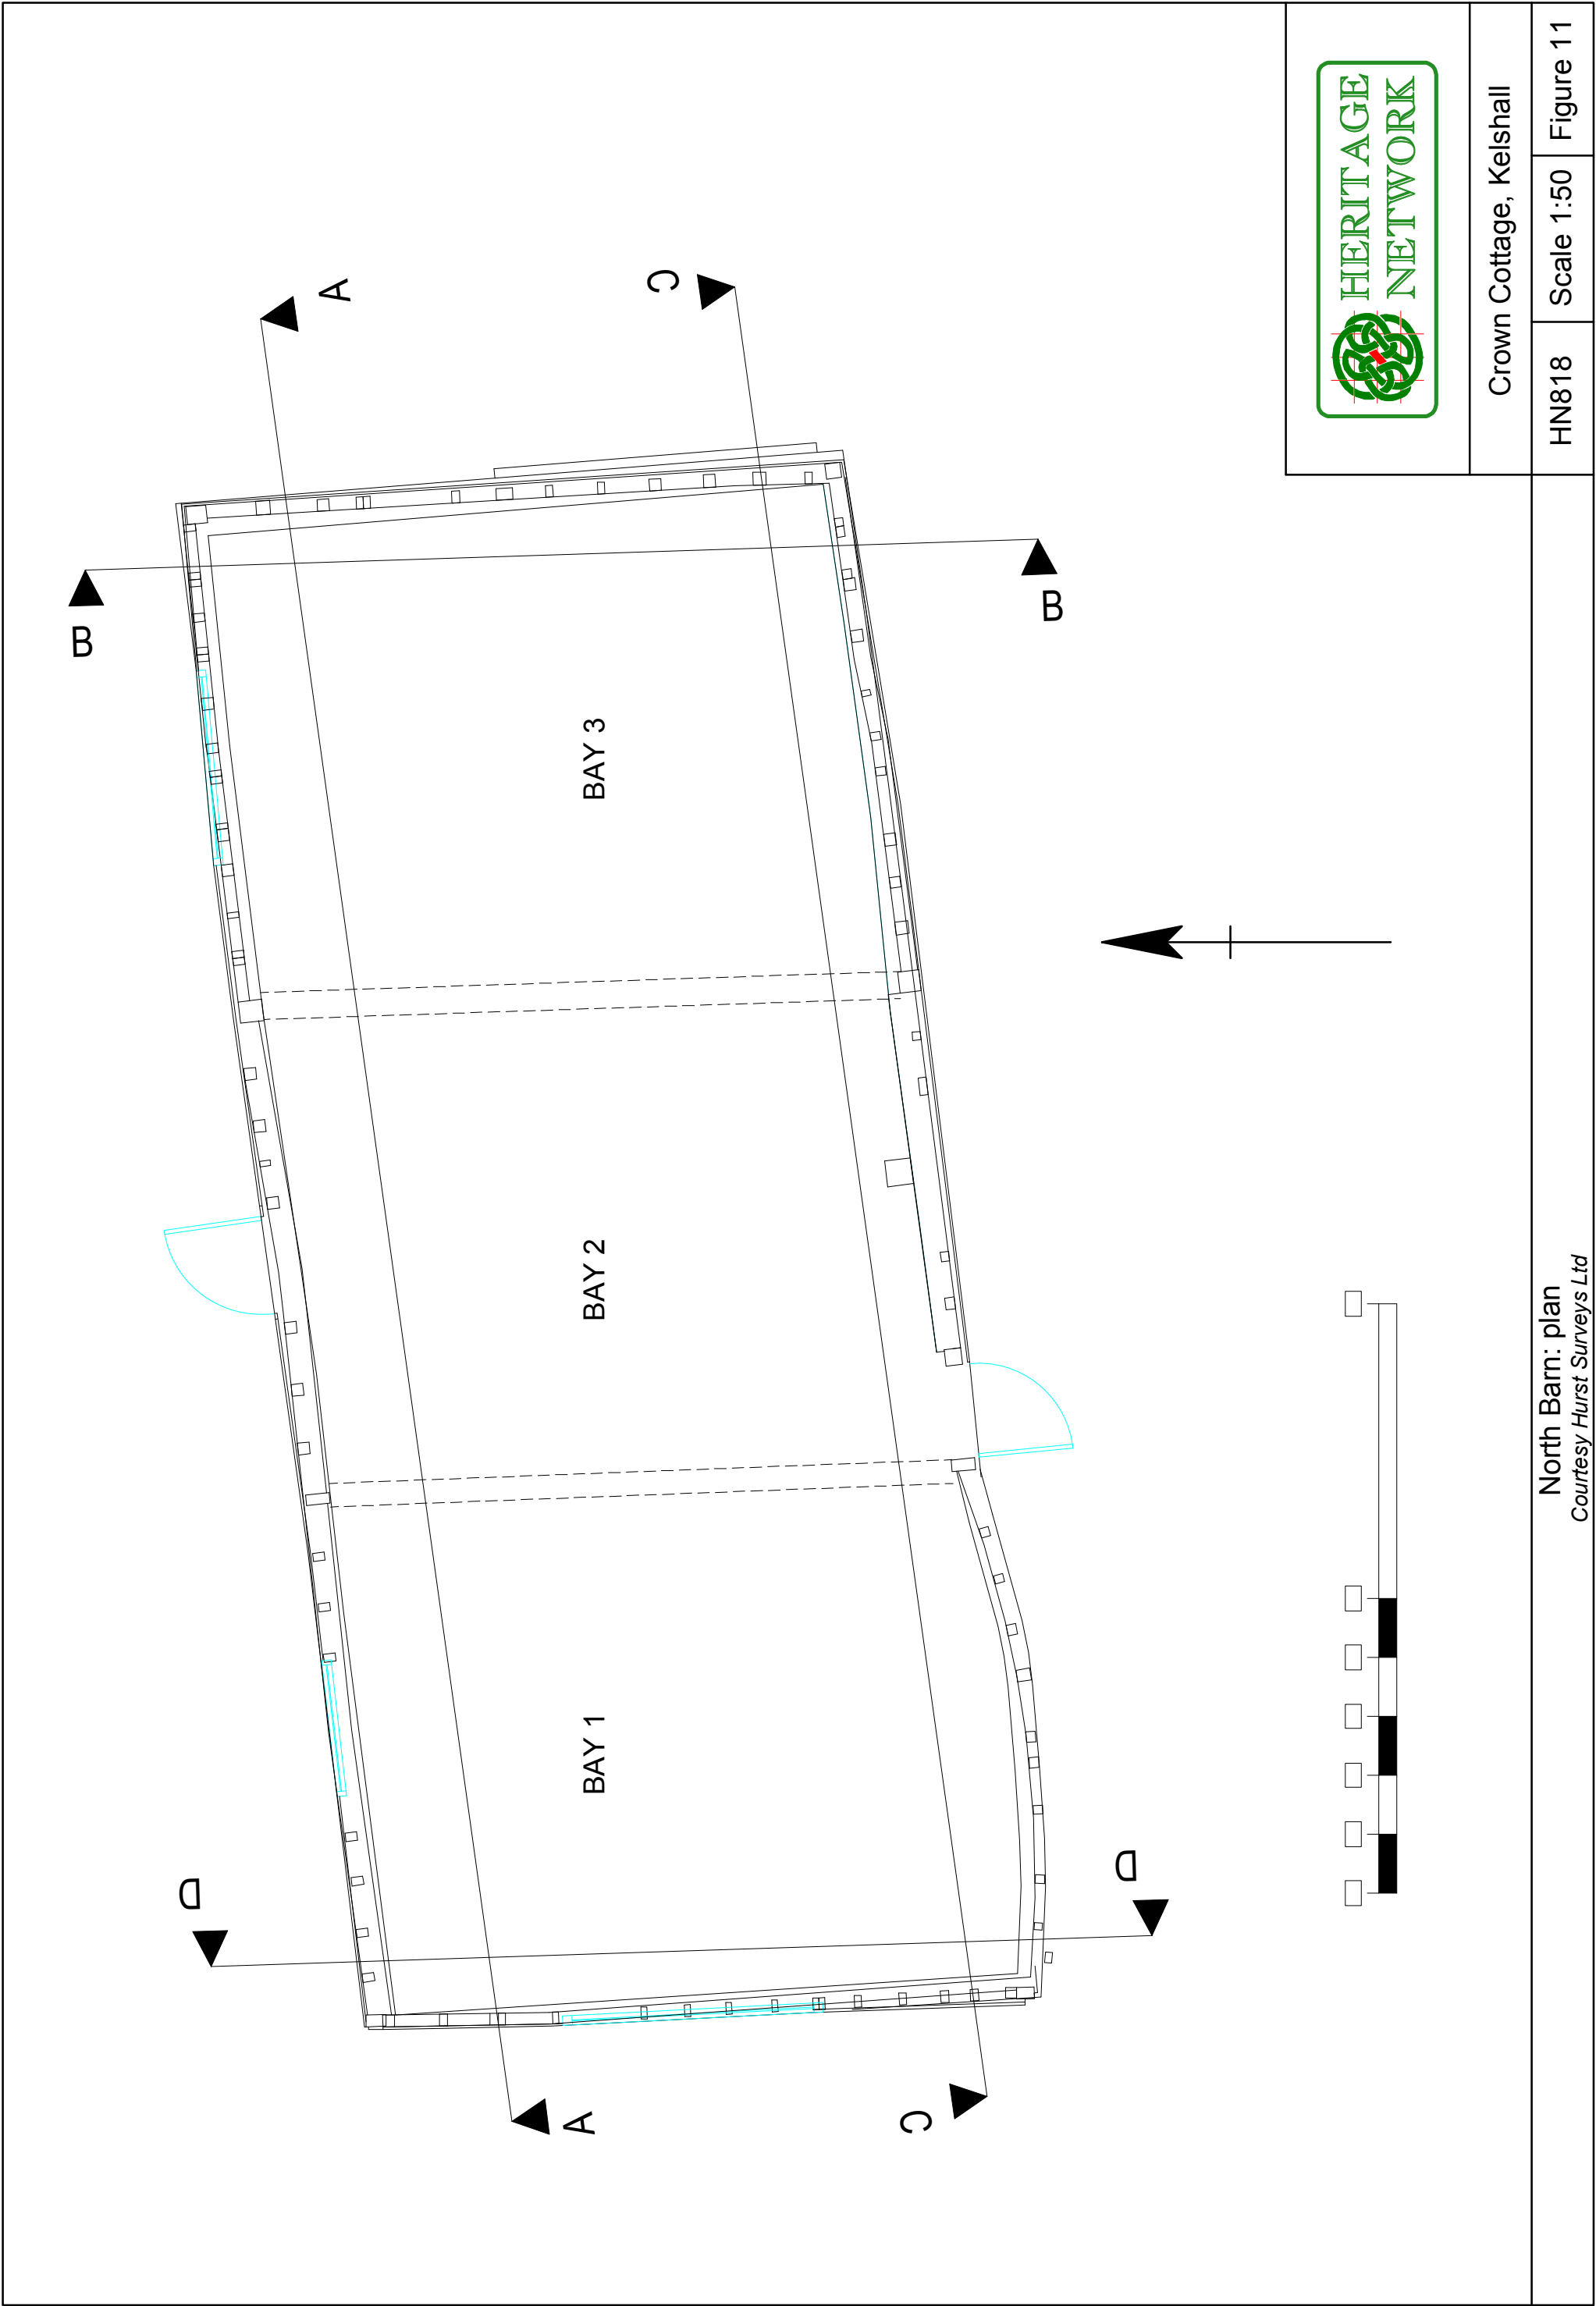 A
A
B
B
C
C
D
D
BAY 1
BAY 2
BAY 3
HERITAGE
NETWORK
Crown Cottage, Kelshall
North Barn: plan
Courtesy Hurst Surveys Ltd
HN818
Scale 1:50
Figure 11